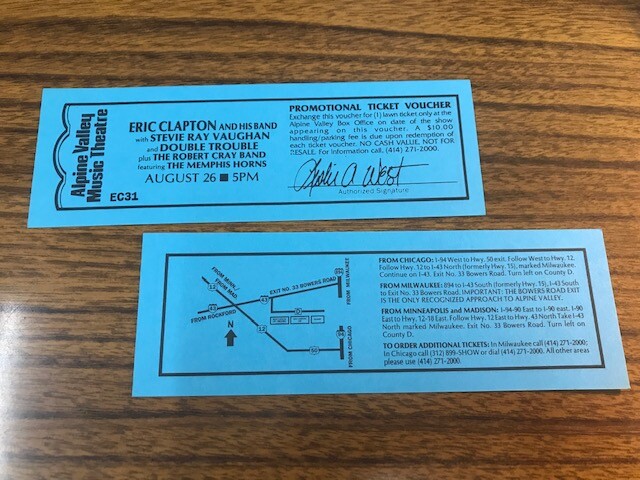 Alpine Valley
Music Theatre
ERIC CLAPTON AND HIS BAND
with STEVIE RAY VAUGHAN
and DOUBLE TROUBLE
plus THE ROBERT CRAY BAND
featuring THE MEMPHIS HORNS
AUGUST 26 ■ 5PM
EC31
PROMOTIONAL TICKET VOUCHER
Exchange this voucher for (1) lawn ticket only at the
Alpine Valley Box Office on date of the show
appearing on this voucher. A $10.00
handling/parking fee is due upon redemption of
each ticket voucher. NO CASH VALUE, NOT FOR
RESALE. For Information call, (414) 271-2000.
Authorized Signature
FROM MINN./
FROM MAD.
12
43
FROM ROCKFORD
N
43
EXIT NO. 33 BOWERS ROAD
D
12
50
FROM MILWAUKEE
94
FROM CHICAGO
FROM CHICAGO: I-94 West to Hwy. 50 exit. Follow West to Hwy. 12.
Follow Hwy. 12 to I-43 North (formerly Hwy. 15), marked Milwaukee.
Continue on I-43. Exit No. 33 Bowers Road. Turn left on County D.
FROM MILWAUKEE: 894 to I-43 South (formerly Hwy. 15), I-43 South
to Exit No. 33 Bowers Road. IMPORTANT: THE BOWERS ROAD EXIT
IS THE ONLY RECOGNIZED APPROACH TO ALPINE VALLEY.
FROM MINNEAPOLIS and MADISON: I-94-90 East to I-90 east. I-90
East to Hwy. 12-18 East. Follow Hwy. 12 East to Hwy. 43 North Take I-43
North marked Milwaukee. Exit No. 33 Bowers Road. Turn left on
County D.
TO ORDER ADDITIONAL TICKETS: In Milwaukee call (414) 271-2000;
In Chicago call (312) 899-SHOW or dial (414) 271-2000. All other areas
please use (414) 271-2000.